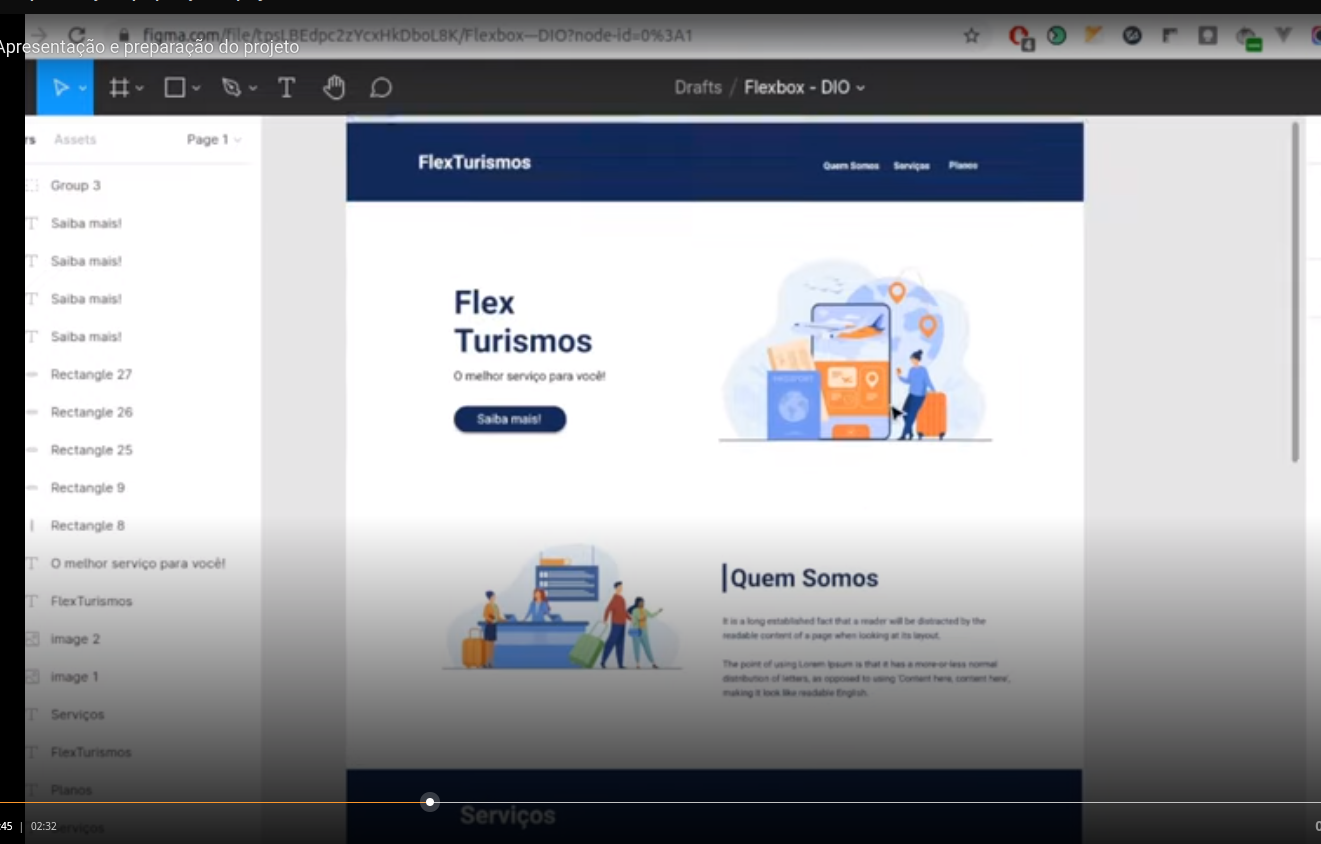 Apresentação e preparação do projeto
figma.com/file/tpsLBEdpc2zYcxHkDboL8K/Flexbox—DIO?node-id=0%3A1
Drafts / Flexbox - DIO
rs Assets Page 1
Group 3
Saiba mais!
Saiba mais!
Saiba mais!
Saiba mais!
Rectangle 27
Rectangle 26
Rectangle 25
Rectangle 9
Rectangle 8
O melhor serviço para você!
FlexTurismos
image 2
image 1
Serviços
FlexTurismos
Planos
Serviços
FlexTurismos
Quem Somos Serviços Planos
Flex
Turismos
O melhor serviço para você!
Saiba mais!
PASSPORT
Quem Somos
It is a long established fact that a reader will be distracted by the
readable content of a page when looking at its layout.
The point of using Lorem Ipsum is that it has a more-or-less normal
distribution of letters, as opposed to using 'Content here, content here',
making it look like readable English.
Serviços
:45 | 02:32